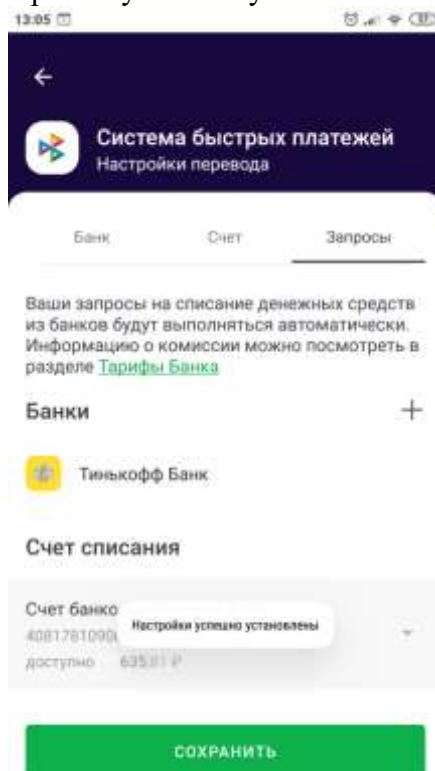 13:05
Система быстрых платежей
Настройки перевода
Банк Счет Запросы
Ваши запросы на списание денежных средств
из банков будут выполняться автоматически.
Информацию о комиссии можно посмотреть в
разделе Тарифы Банка
Банки +
Тинькофф Банк
Счет списания
Счет банко
Настройки успешно установлены
доступно
СОХРАНИТЬ